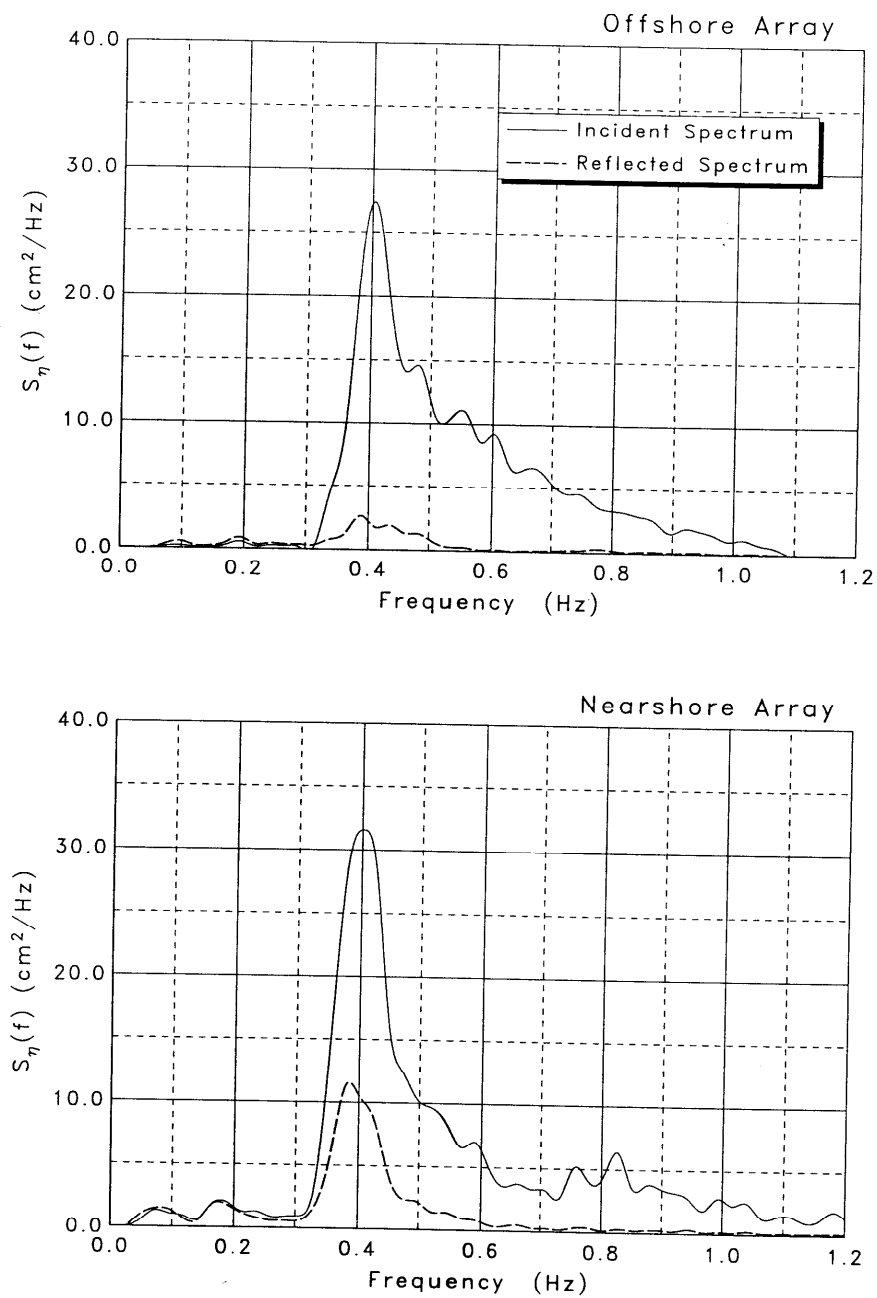 Offshore Array
40.0
30.0
20.0
10.0
0.0
S_η(f) (cm²/Hz)
Incident Spectrum
Reflected Spectrum
0.0 0.2 0.4 0.6 0.8 1.0 1.2
Frequency (Hz)
Nearshore Array
40.0
30.0
20.0
10.0
0.0
S_η(f) (cm²/Hz)
0.0 0.2 0.4 0.6 0.8 1.0 1.2
Frequency (Hz)